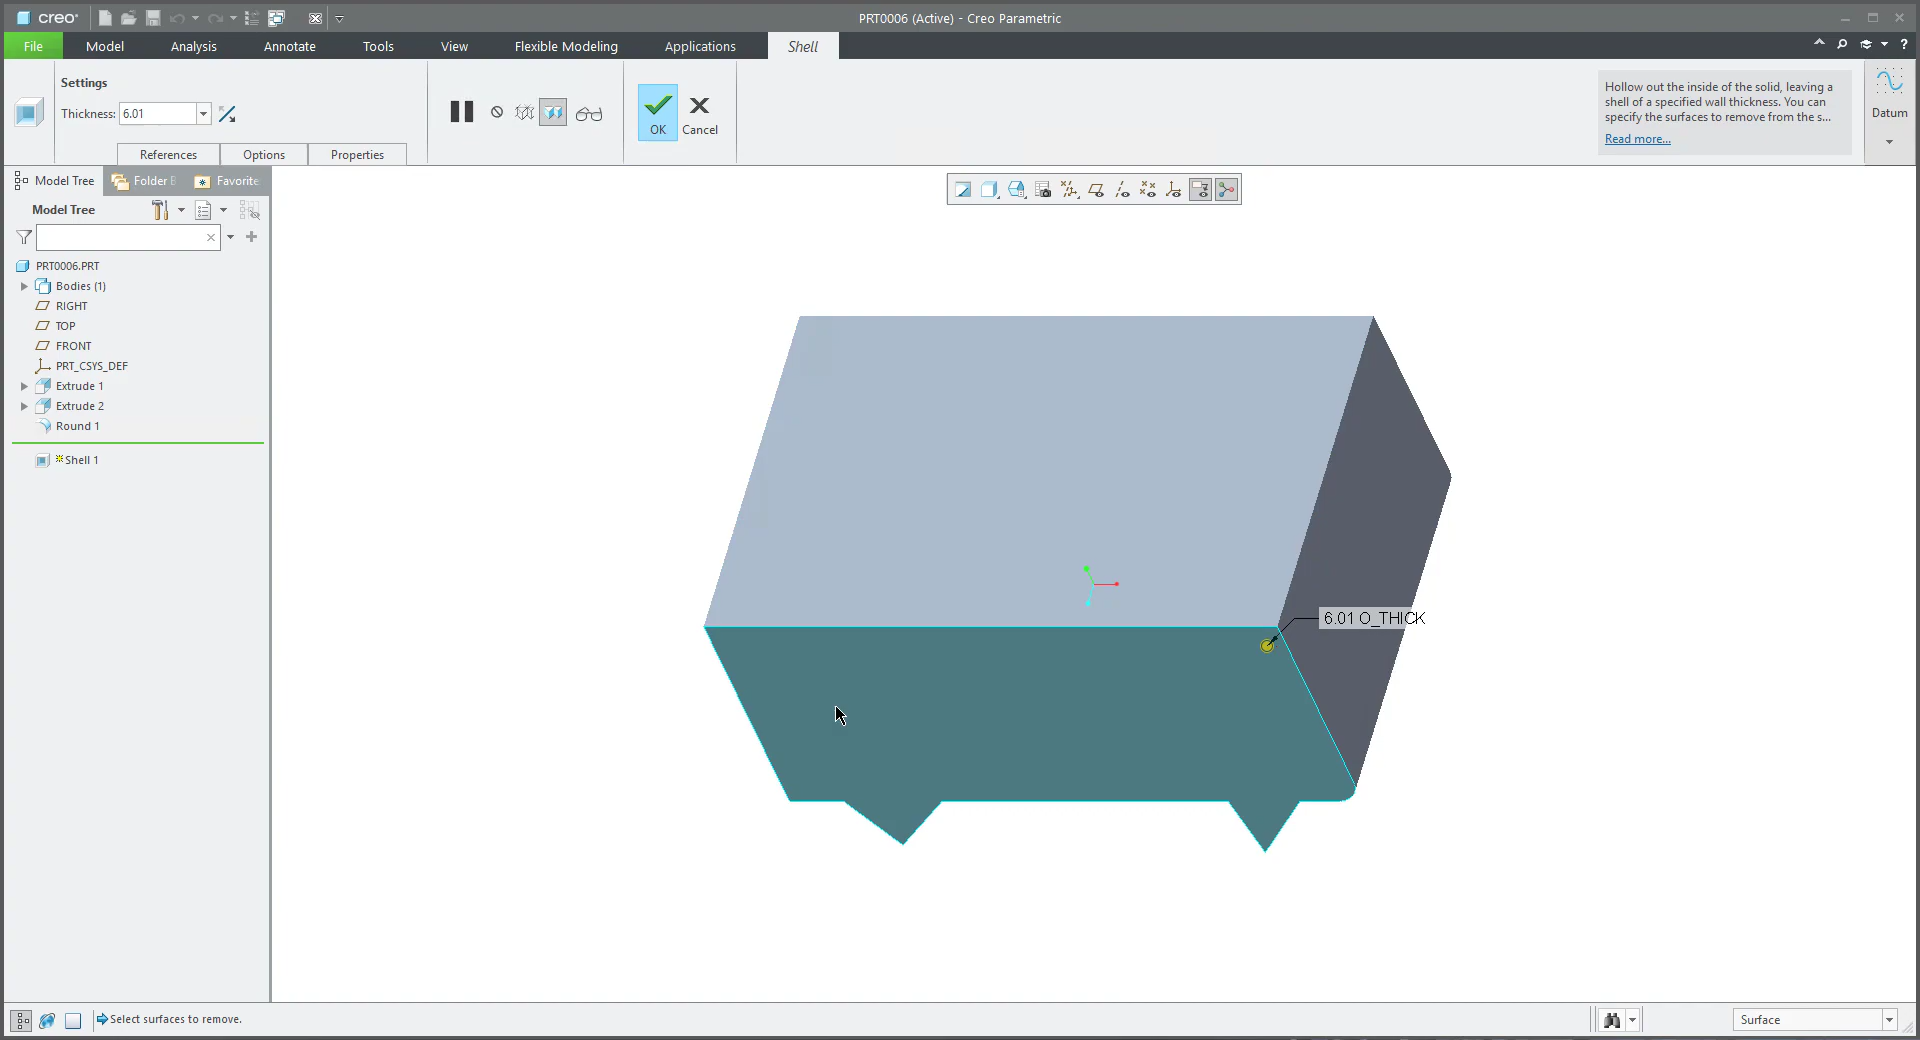 creo°
PRT0006 (Active) - Creo Parametric
File
Model
Analysis
Annotate
Tools
View
Flexible Modeling
Applications
Shell
?
Settings
Thickness: 6.01
References
Options
Properties
OK
Cancel
Hollow out the inside of the solid, leaving a
shell of a specified wall thickness. You can
specify the surfaces to remove from the s...
Read more...
Datum
Model Tree
Folder B
Favorite
Model Tree
PRT0006.PRT
Bodies (1)
RIGHT
TOP
FRONT
PRT_CSYS_DEF
Extrude 1
Extrude 2
Round 1
Shell 1
6.01 O_THICK
Select surfaces to remove.
Surface